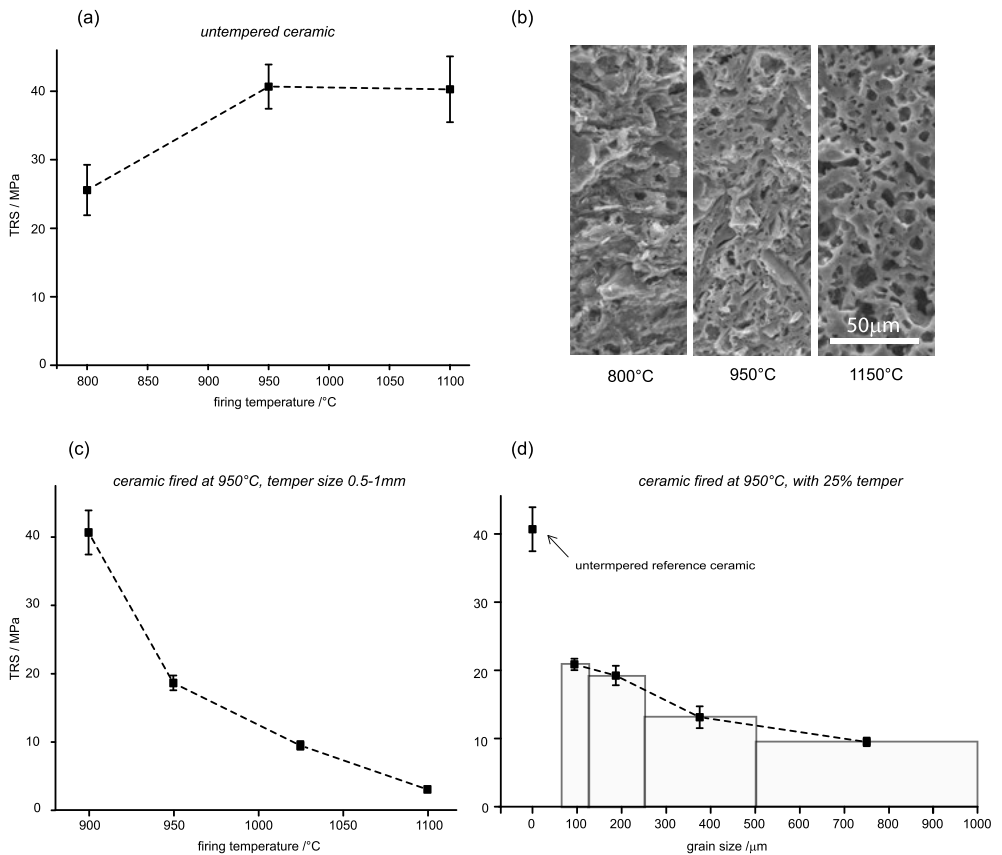 (a)
untempered ceramic
TRS / MPa
40
30
20
10
0
800 850 900 950 1000 1050 1100
firing temperature /°C
(b)
50µm
800°C 950°C 1150°C
(c)
ceramic fired at 950°C, temper size 0.5-1mm
TRS / MPa
40
30
20
10
0
900 950 1000 1050 1100
firing temperature /°C
(d)
ceramic fired at 950°C, with 25% temper
untermpered reference ceramic
40
30
20
10
0
0 100 200 300 400 500 600 700 800 900 1000
grain size /µm